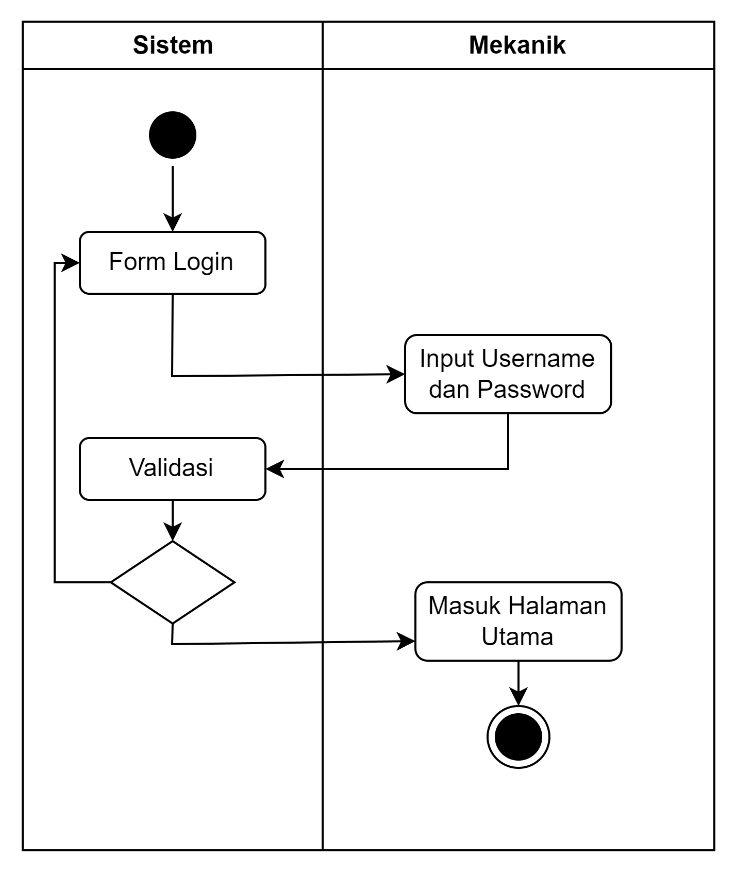 Sistem
Mekanik
Form Login
Input Username
dan Password
Validasi
Masuk Halaman
Utama